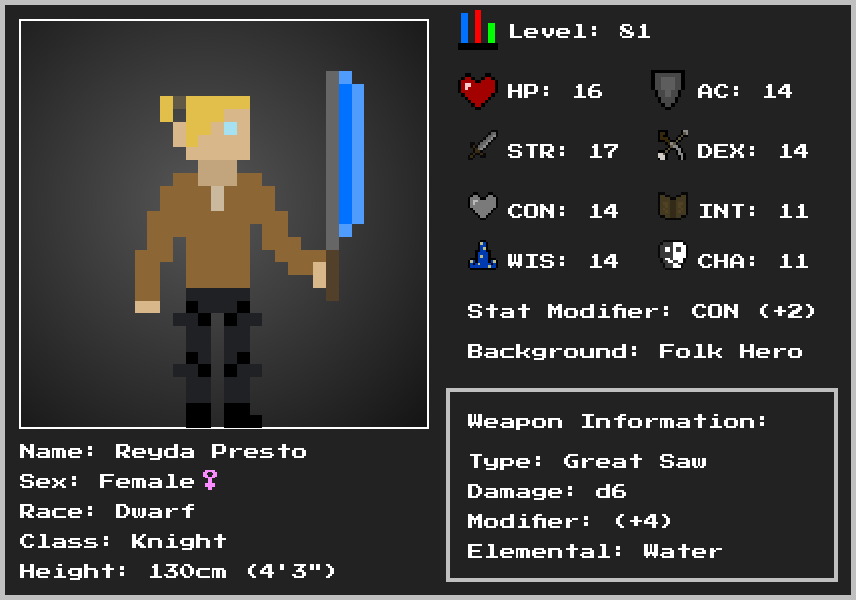 Level: 81
HP: 16
AC: 14
STR: 17
DEX: 14
CON: 14
INT: 11
WIS: 14
CHA: 11
Stat Modifier: CON (+2)
Background: Folk Hero
Name: Reyda Presto
Sex: Female♀
Race: Dwarf
Class: Knight
Height: 130cm (4'3")
Weapon Information:
Type: Great Saw
Damage: d6
Modifier: (+4)
Elemental: Water